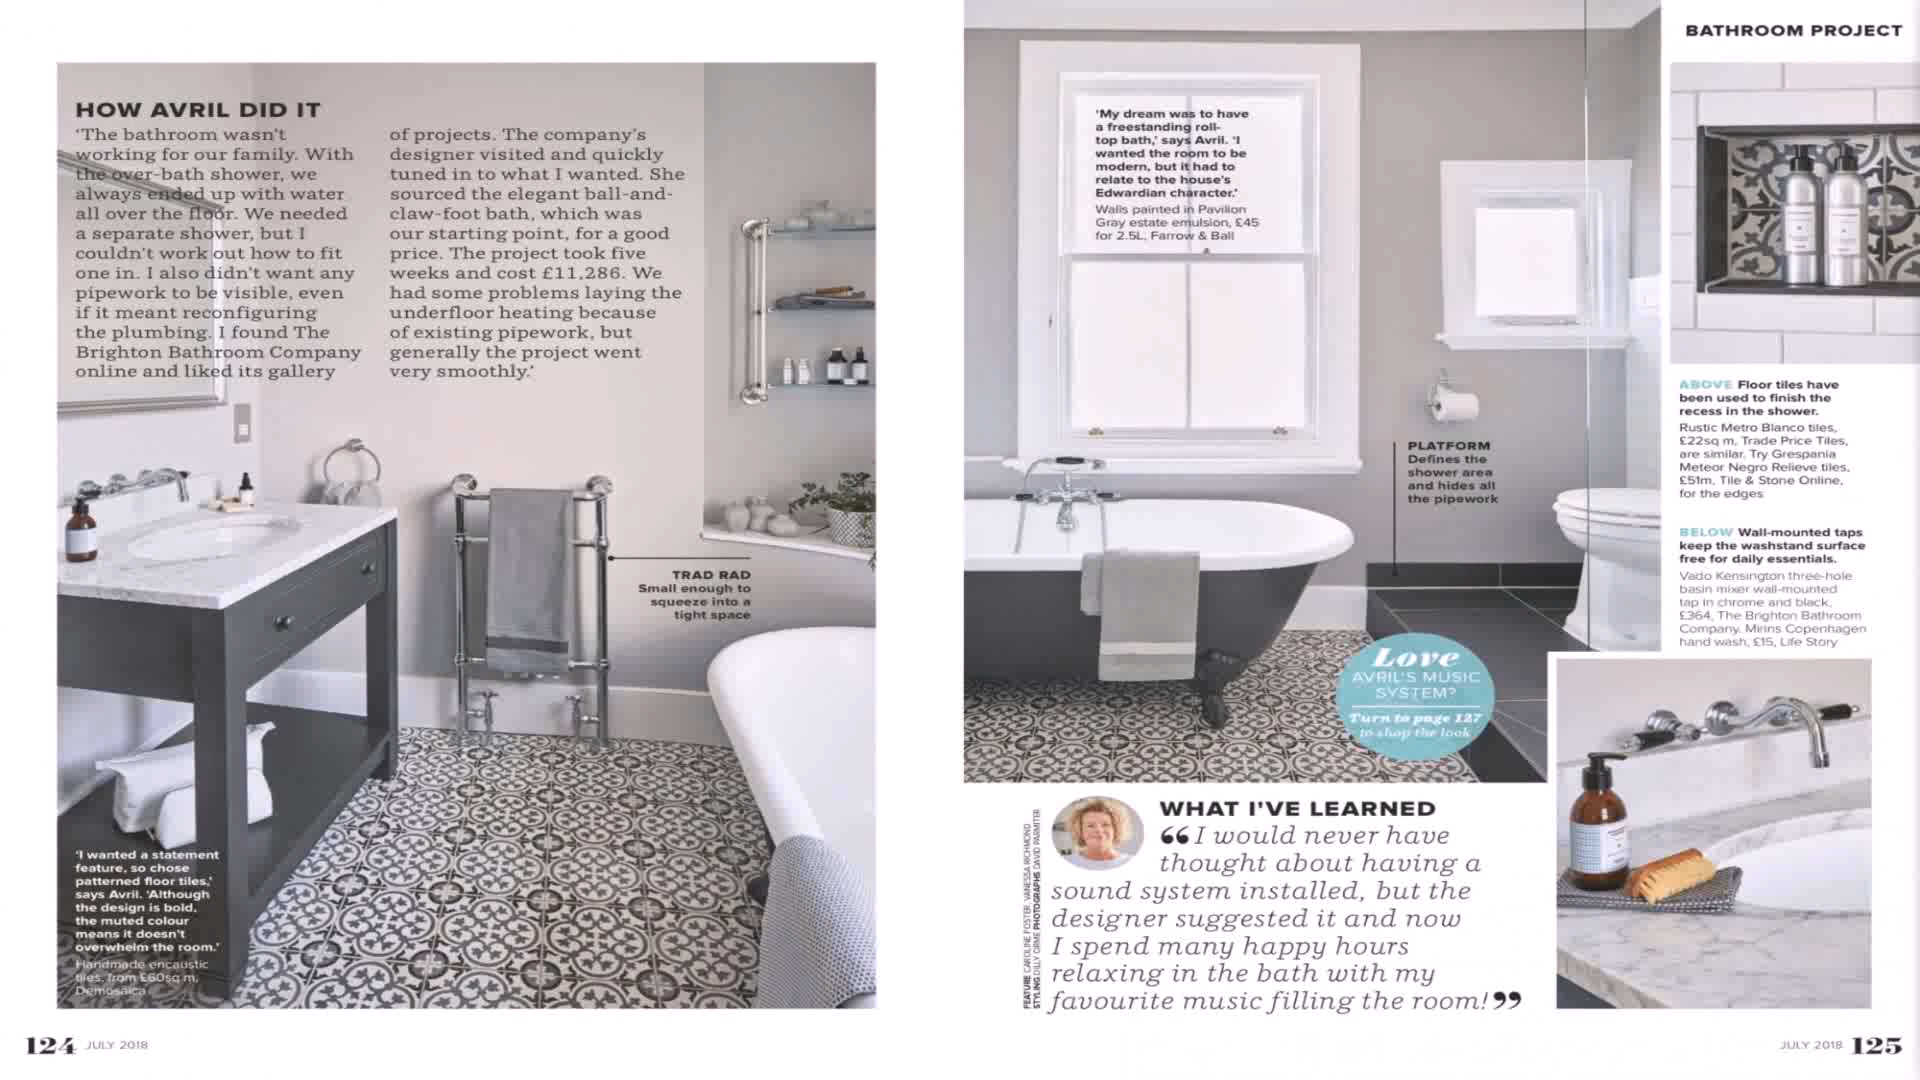 HOW AVRIL DID IT
'The bathroom wasn't
working for our family. With
the over-bath shower, we
always ended up with water
all over the floor. We needed
a separate shower, but I
couldn't work out how to fit
one in. I also didn't want any
pipework to be visible, even
if it meant reconfiguring
the plumbing. I found The
Brighton Bathroom Company
online and liked its gallery
of projects. The company's
designer visited and quickly
tuned in to what I wanted. She
sourced the elegant ball-and-
claw-foot bath, which was
our starting point, for a good
price. The project took five
weeks and cost £11,286. We
had some problems laying the
underfloor heating because
of existing pipework, but
generally the project went
very smoothly.'
TRAD RAD
Small enough to
squeeze into a
tight space
'I wanted a statement
feature, so chose
patterned floor tiles,'
says Avril. 'Although
the design is bold,
the muted colour
means it doesn't
overwhelm the room.'
Handmade encaustic
tiles, from £60sq m,
Demosaica
124 JULY 2018
BATHROOM PROJECT
'My dream was to have
a freestanding roll-
top bath,' says Avril. 'I
wanted the room to be
modern, but it had to
relate to the house's
Edwardian character.'
Walls painted in Pavilion
Gray estate emulsion, £45
for 2.5L, Farrow & Ball
PLATFORM
Defines the
shower area
and hides all
the pipework
Love
AVRIL'S MUSIC
SYSTEM?
Turn to page 127
to shop the look
ABOVE Floor tiles have
been used to finish the
recess in the shower.
Rustic Metro Blanco tiles,
£22sq m, Trade Price Tiles,
are similar. Try Grespania
Meteor Negro Relieve tiles,
£51m, Tile & Stone Online,
for the edges
BELOW Wall-mounted taps
keep the washstand surface
free for daily essentials.
Vado Kensington three-hole
basin mixer wall-mounted
tap in chrome and black,
£364, The Brighton Bathroom
Company. Mirins Copenhagen
hand wash, £15, Life Story
FEATURE CAROLINE FOSTER, VANESSA RICHMOND
STYLING DILLY ORME PHOTOGRAPHS DAVID PARMITER
WHAT I'VE LEARNED
“I would never have
thought about having a
sound system installed, but the
designer suggested it and now
I spend many happy hours
relaxing in the bath with my
favourite music filling the room!”
JULY 2018 125